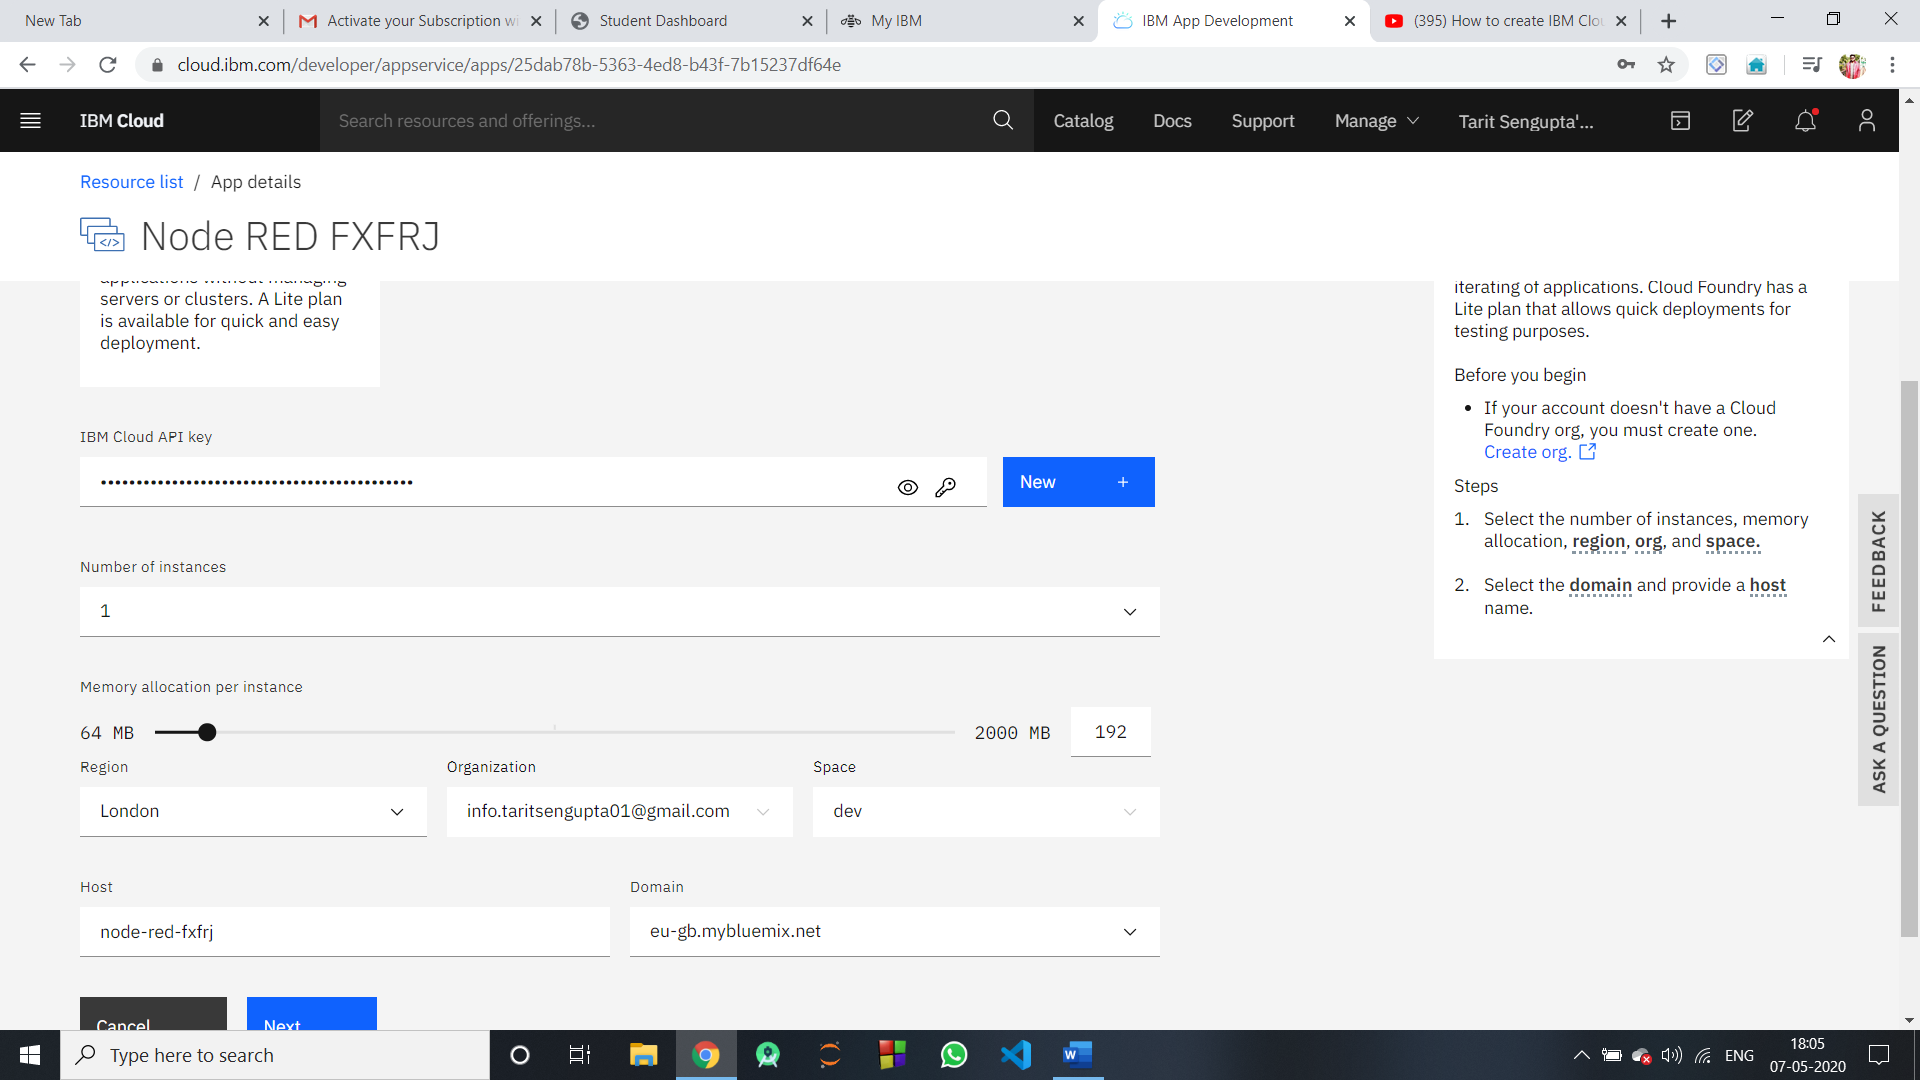 New Tab
Activate your Subscription wi
Student Dashboard
My IBM
IBM App Development
(395) How to create IBM Clou
cloud.ibm.com/developer/appservice/apps/25dab78b-5363-4ed8-b43f-7b15237df64e
IBM Cloud
Search resources and offerings...
Catalog
Docs
Support
Manage
Tarit Sengupta'...
Resource list / App details
Node RED FXFRJ
applications without managing
servers or clusters. A Lite plan
is available for quick and easy
deployment.
IBM Cloud API key
••••••••••••••••••••••••••••••••••••••••••••
New +
Number of instances
1
Memory allocation per instance
64 MB
2000 MB
192
Region
Organization
Space
London
info.taritsengupta01@gmail.com
dev
Host
Domain
node-red-fxfrj
eu-gb.mybluemix.net
Cancel
Next
iterating of applications. Cloud Foundry has a
Lite plan that allows quick deployments for
testing purposes.
Before you begin
• If your account doesn't have a Cloud
Foundry org, you must create one.
Create org.
Steps
1. Select the number of instances, memory
allocation, region, org, and space.
2. Select the domain and provide a host
name.
FEEDBACK
ASK A QUESTION
Type here to search
ENG
18:05
07-05-2020